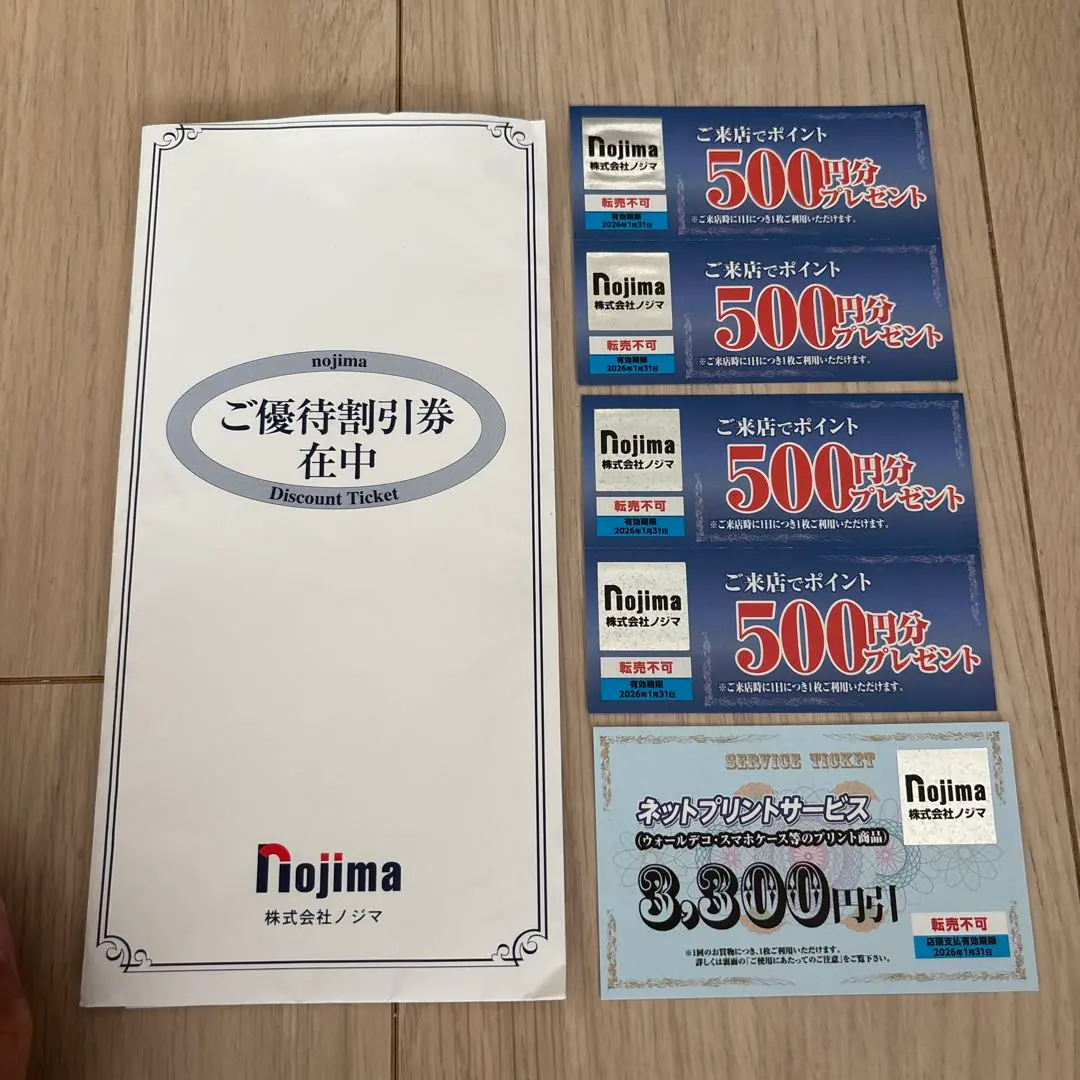 nojima
ご優待割引券
在中
Discount Ticket
nojima
株式会社ノジマ
nojima
株式会社ノジマ
転売不可
有効期限
2026年1月31日
ご来店でポイント
500円分
プレゼント
※ご来店時に1日につき1枚ご利用いただけます。
nojima
株式会社ノジマ
転売不可
有効期限
2026年1月31日
ご来店でポイント
500円分
プレゼント
※ご来店時に1日につき1枚ご利用いただけます。
nojima
株式会社ノジマ
転売不可
有効期限
2026年1月31日
ご来店でポイント
500円分
プレゼント
※ご来店時に1日につき1枚ご利用いただけます。
nojima
株式会社ノジマ
転売不可
有効期限
2026年1月31日
ご来店でポイント
500円分
プレゼント
※ご来店時に1日につき1枚ご利用いただけます。
SERVICE TICKET
ネットプリントサービス
(ウォールデコ・スマホケース等のプリント商品)
3,300円引
※1回のお買物につき、1枚ご利用いただけます。
詳しくは裏面の「ご使用にあたってのご注意」をご覧下さい。
nojima
株式会社ノジマ
転売不可
店頭支払有効期限
2026年1月31日